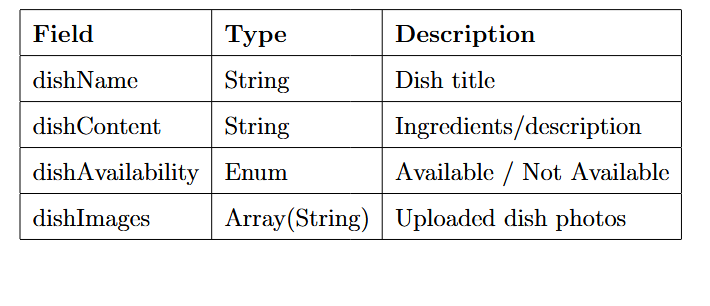 Field Type Description
dishName String Dish title
dishContent String Ingredients/description
dishAvailability Enum Available / Not Available
dishImages Array(String) Uploaded dish photos